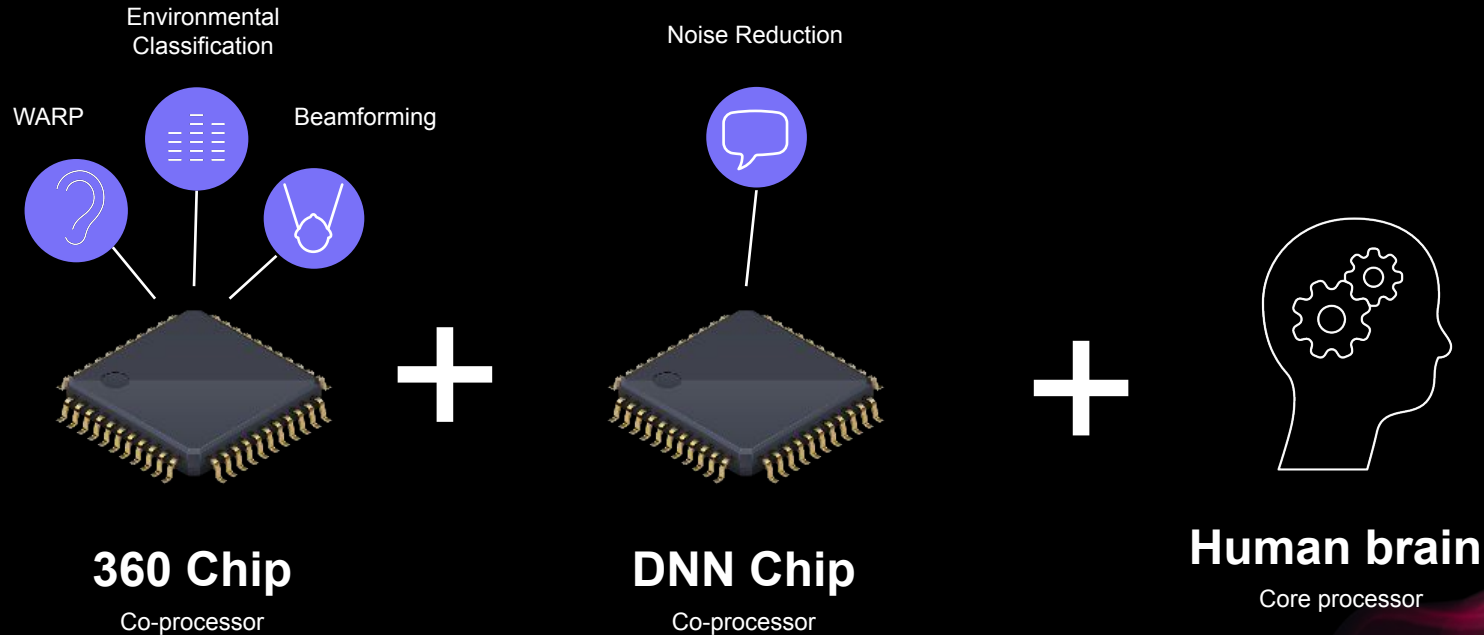 Environmental
Classification
WARP
Beamforming
Noise Reduction
360 Chip
Co-processor
DNN Chip
Co-processor
Human brain
Core processor